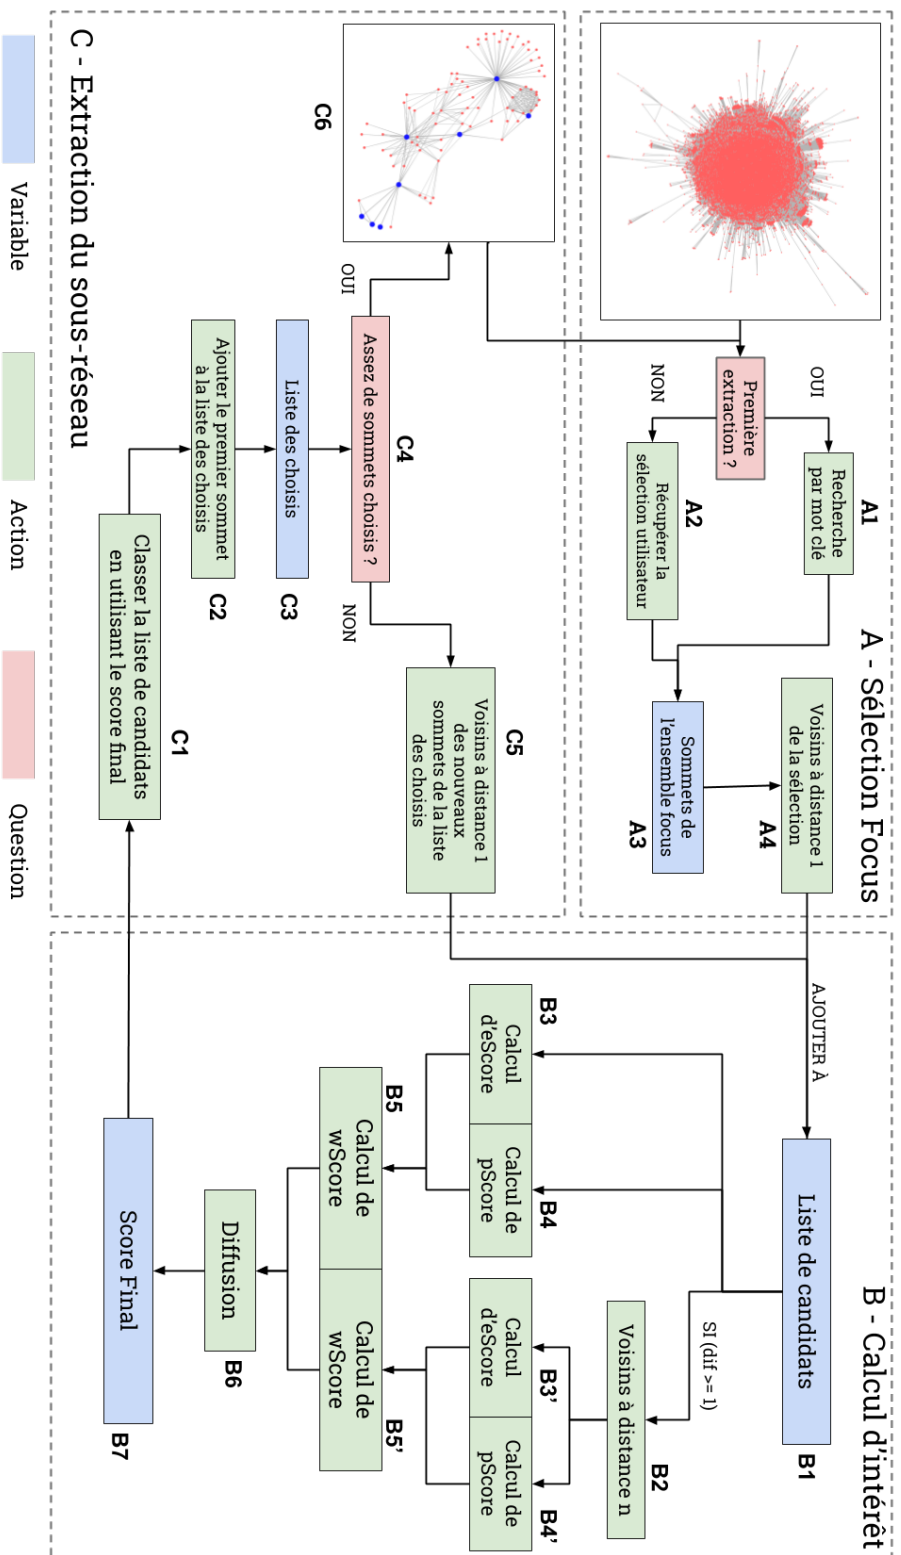 A - Sélection Focus
Première
extraction ?
OUI
NON
A1
Recherche
par mot clé
A2
Récupérer la
sélection utilisateur
Sommets de
l'ensemble focus
A3
Voisins à distance 1
de la sélection
A4
B - Calcul d'intérêt
AJOUTER À
Liste de candidats
B1
SI (dif >= 1)
Voisins à distance n
B2
B3
Calcul
d'eScore
Calcul de
pScore
B4
Calcul
d'eScore
B3'
Calcul de
pScore
B4'
B5
Calcul de
wScore
Calcul de
wScore
B5'
Diffusion
B6
Score Final
B7
C - Extraction du sous-réseau
C6
OUI
Assez de sommets choisis ?
C4
NON
Voisins à distance 1
des nouveaux
sommets de la liste
des choisis
C5
Liste des choisis
C3
Ajouter le premier sommet
à la liste des choisis
C2
Classer la liste de candidats
en utilisant le score final
C1
Variable
Action
Question